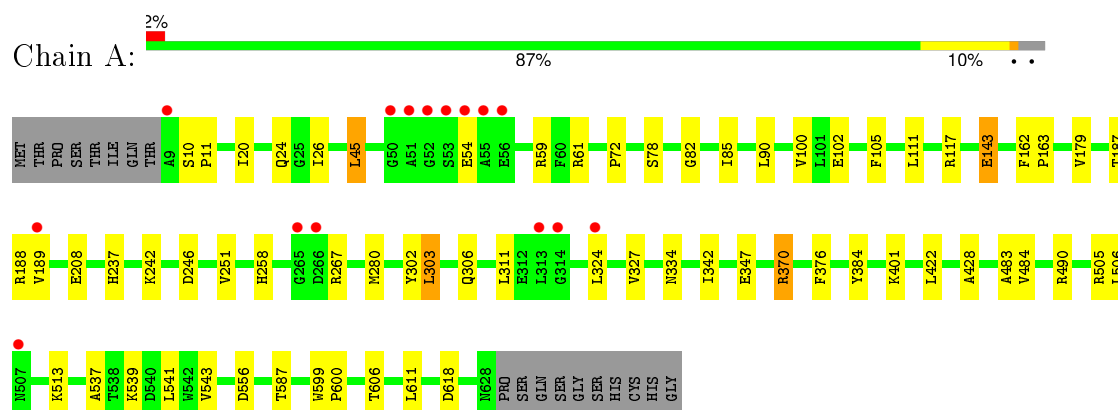 2%
Chain A:
87% 10% • •
MET THR PRO SER THR ILE GLN THR A9 S10 P11 I20 Q24 G25 I26 L45 G50 A51 G52 S53 E54 A55 E56 R59 F60 R61 P72 S78 G82 I85 L90 V100 L101 E102 F105 L111 R117 E143 F162 P163 V179 T187
R188 V189 E208 H237 K242 D246 V251 H258 G265 D266 R267 M280 Y302 L303 Q306 L311 E312 L313 G314 L324 V327 N334 I342 E347 R370 F376 Y384 K401 L422 A428 A483 V484 R490 R505 L506
N507 K513 A537 T538 K539 D540 L541 W542 V543 D556 T587 W599 P600 T606 L611 D618 N628 PRO SER GLN SER GLY SER HIS CYS HIS GLY